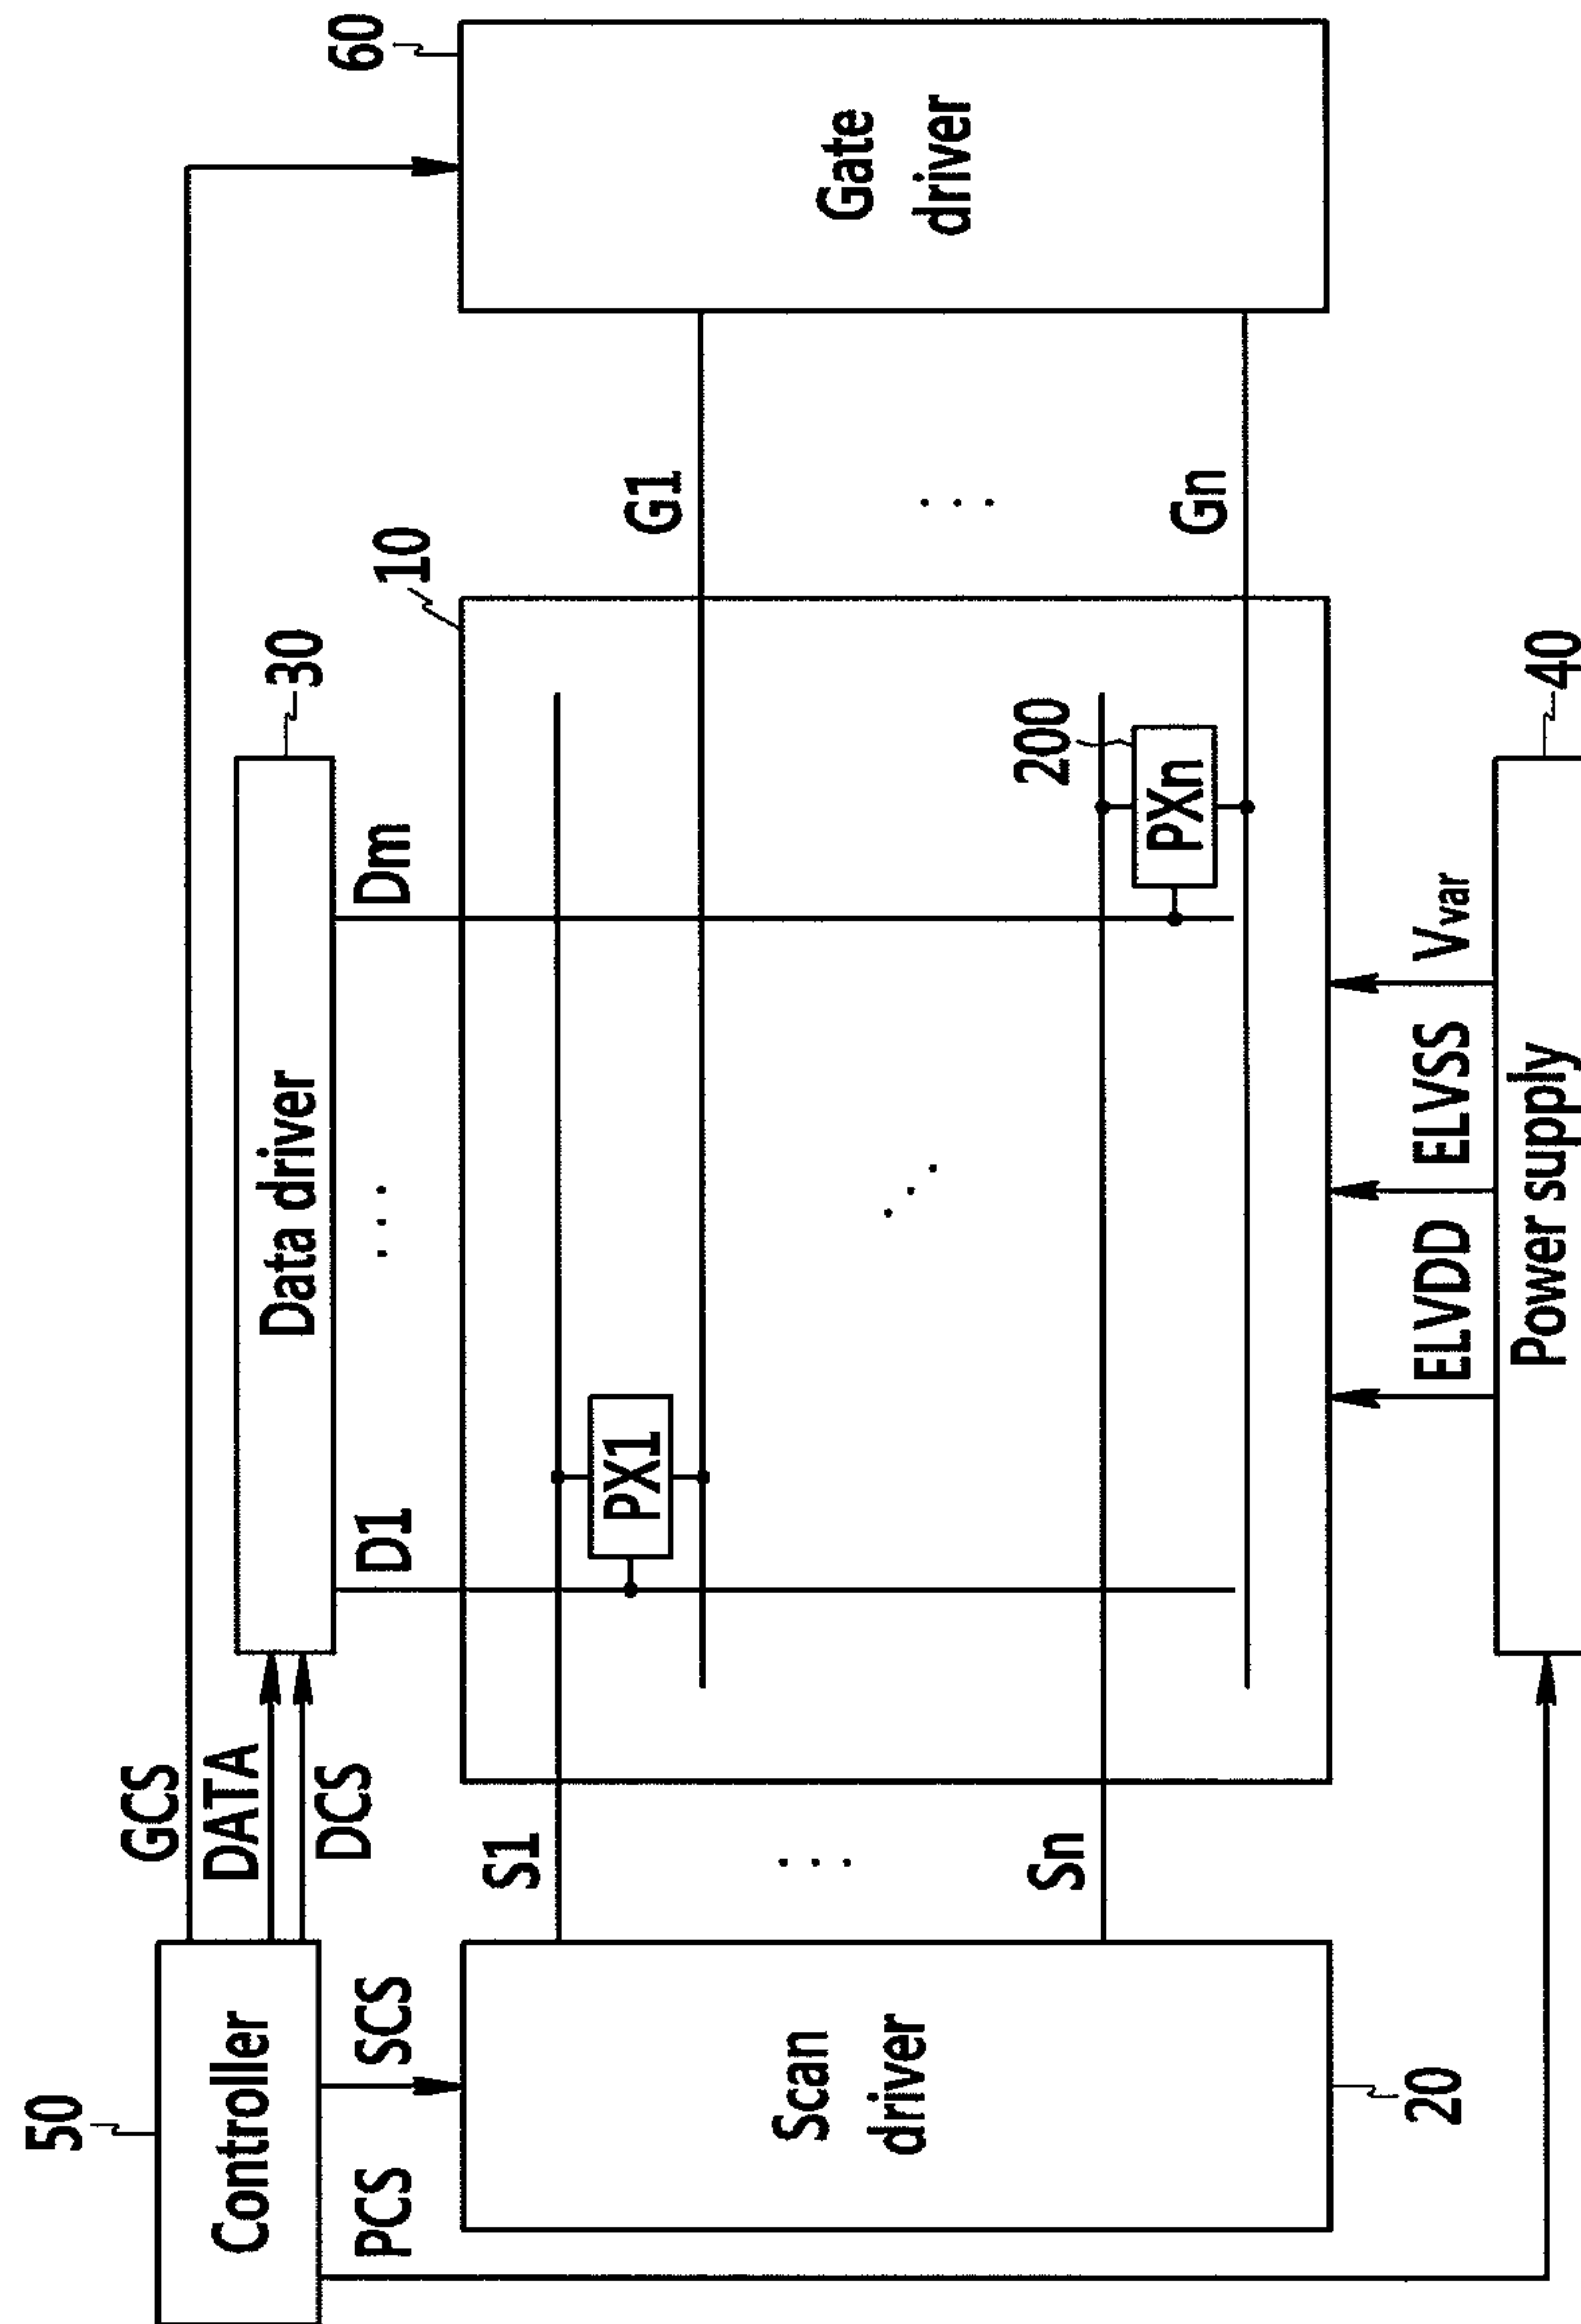 50
Controller
GCS
DATA
DCS
SCS
PCS
30
Data driver
D1
...
Dm
60
Gate
driver
10
S1
...
Sn
Scan
driver
20
PX1
...
200
PXn
G1
...
Gn
ELVDD
ELVSS
Vvar
Power supply
40